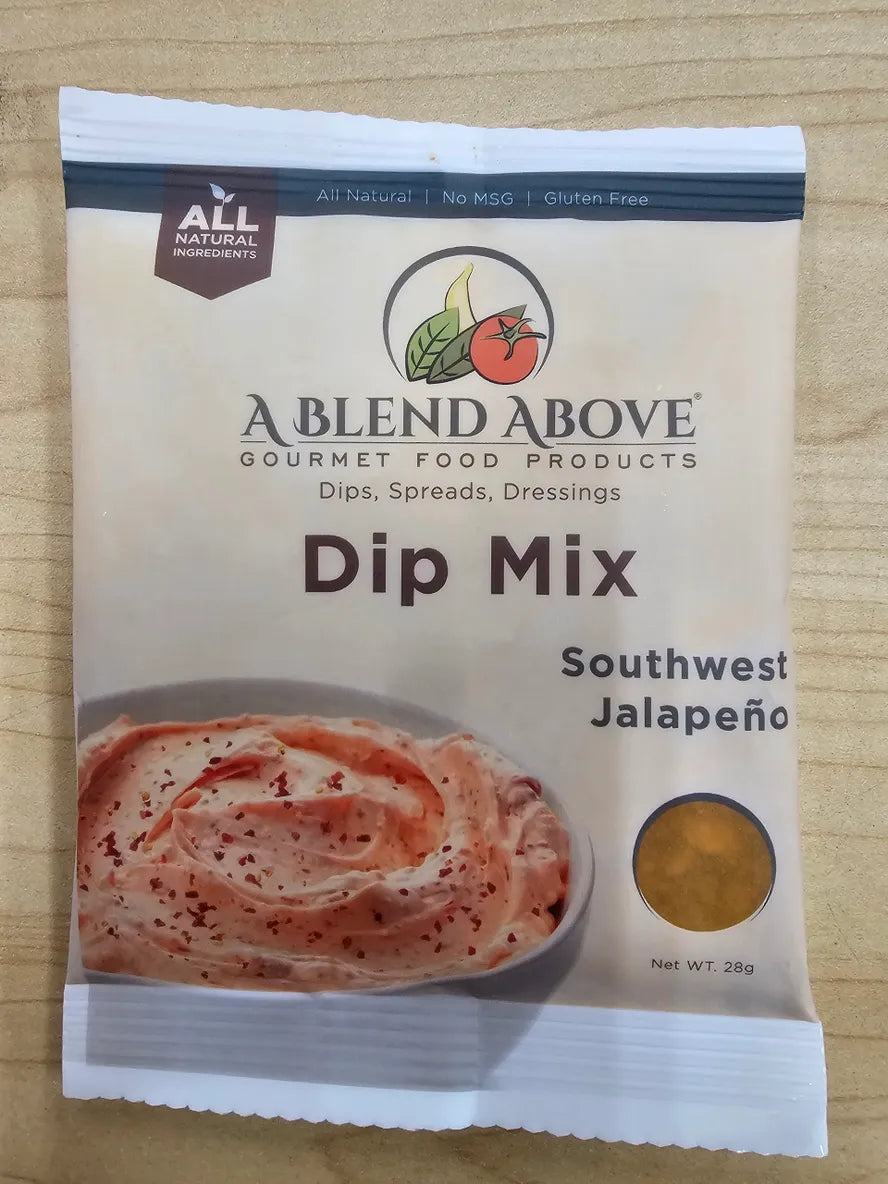 All Natural | No MSG | Gluten Free
ALL
NATURAL
INGREDIENTS
A BLEND ABOVE®
GOURMET FOOD PRODUCTS
Dips, Spreads, Dressings
Dip Mix
Southwest
Jalapeño
Net WT. 28g